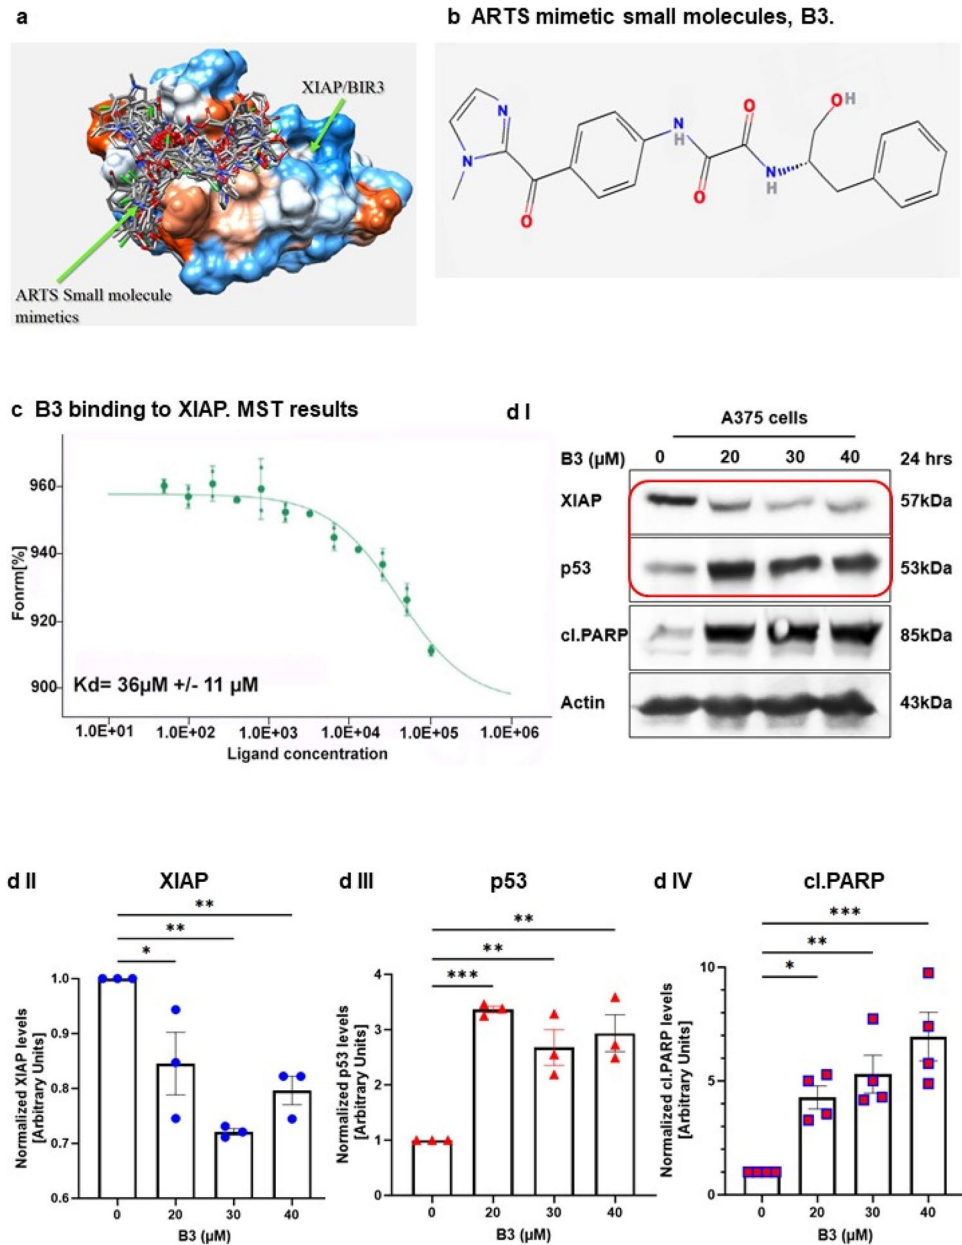 a
XIAP/BIR3
ARTS Small molecule
mimetics
b ARTS mimetic small molecules, B3.
N
N
O
N
H
O
O
N
H
OH
c B3 binding to XIAP. MST results
Fonrm[%]
960
940
920
900
Kd= 36µM +/- 11 µM
1.0E+01 1.0E+02 1.0E+03 1.0E+04 1.0E+05 1.0E+06
Ligand concentration
d I
A375 cells
B3 (µM) 0 20 30 40 24 hrs
XIAP 57kDa
p53 53kDa
cl.PARP 85kDa
Actin 43kDa
d II XIAP
**
**
*
Normalized XIAP levels
[Arbitrary Units]
1.0
0.9
0.8
0.7
0.6
0 20 30 40
B3 (µM)
d III p53
**
**
***
Normalized p53 levels
[Arbitrary Units]
4
3
2
1
0
0 20 30 40
B3 (µM)
d IV cl.PARP
***
**
*
Normalized cl.PARP levels
[Arbitrary Units]
10
5
0
0 20 30 40
B3 (µM)